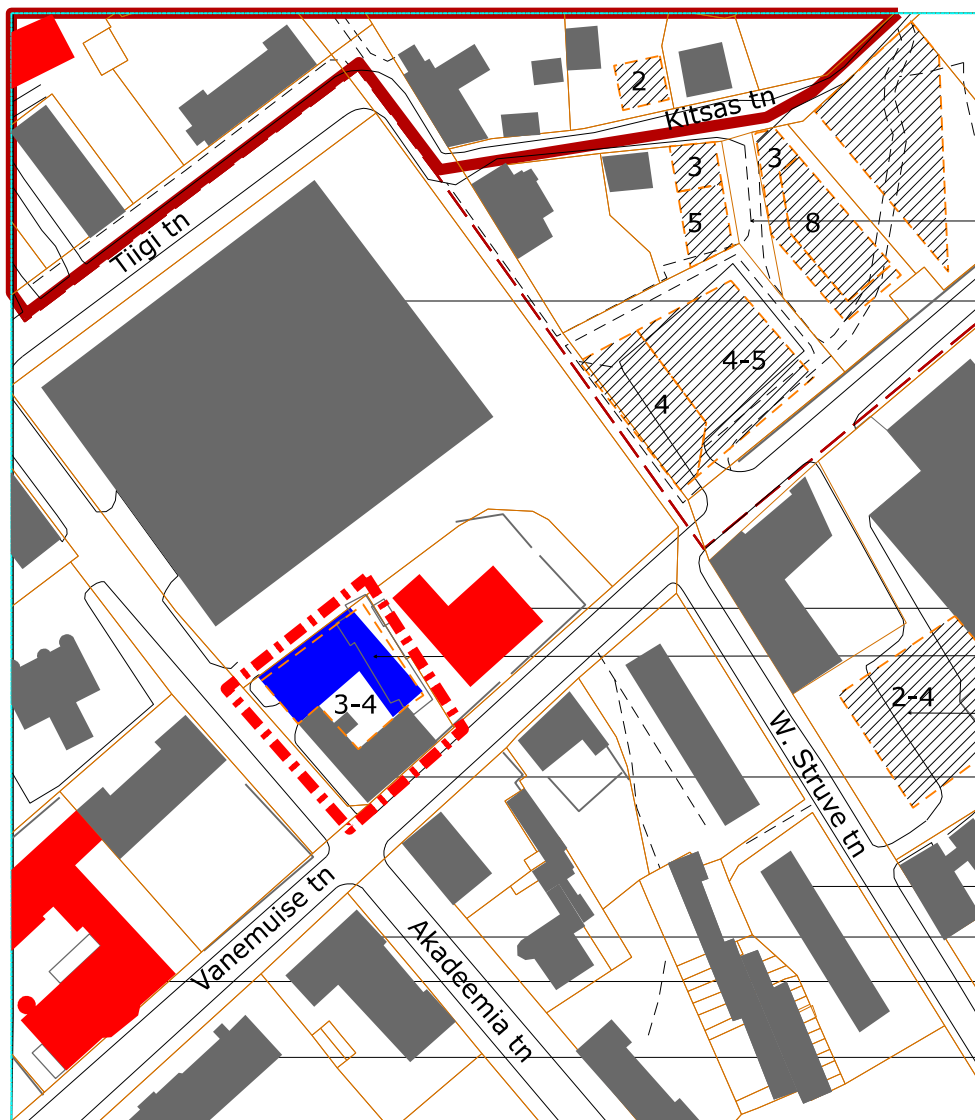 2
Kitsas tn
3
3
5
8
Tiigi tn
4-5
4
2-4
3-4
W. Struve tn
Vanemuise tn
Akadeemia tn